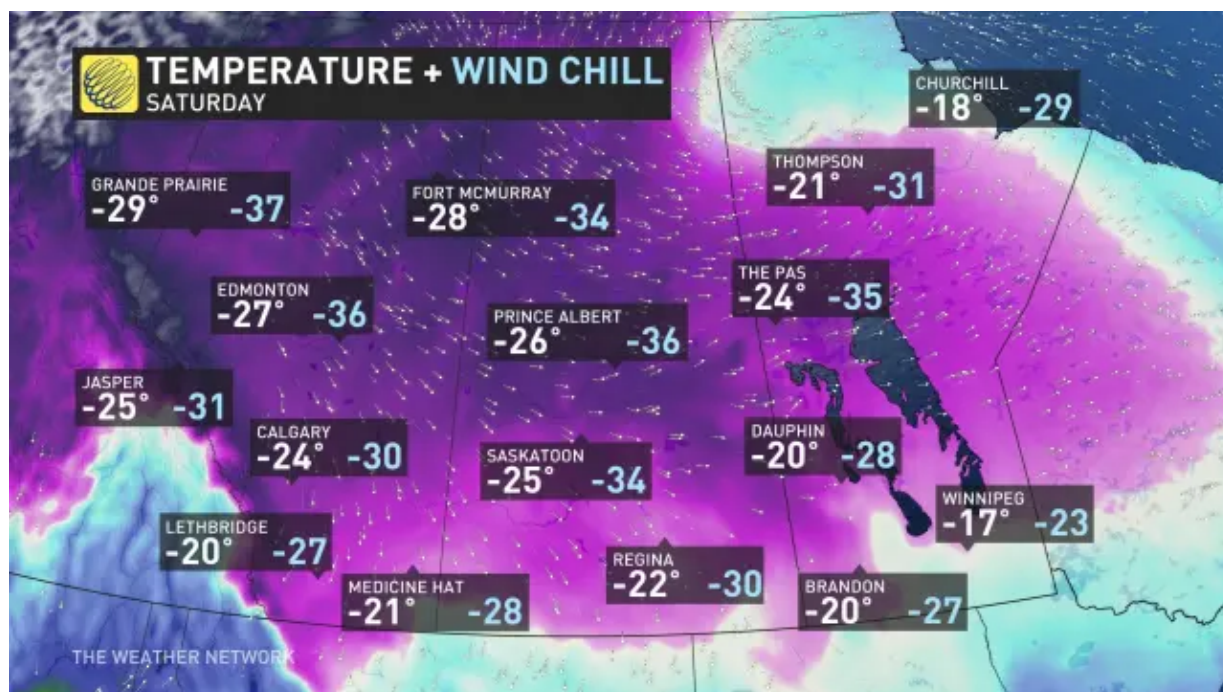 TEMPERATURE + WIND CHILL
SATURDAY
CHURCHILL
-18° -29
THOMPSON
-21° -31
GRANDE PRAIRIE
-29° -37
FORT MCMURRAY
-28° -34
THE PAS
-24° -35
EDMONTON
-27° -36
PRINCE ALBERT
-26° -36
JASPER
-25° -31
CALGARY
-24° -30
SASKATOON
-25° -34
DAUPHIN
-20° -28
WINNIPEG
-17° -23
LETHBRIDGE
-20° -27
REGINA
-22° -30
MEDICINE HAT
-21° -28
BRANDON
-20° -27
THE WEATHER NETWORK